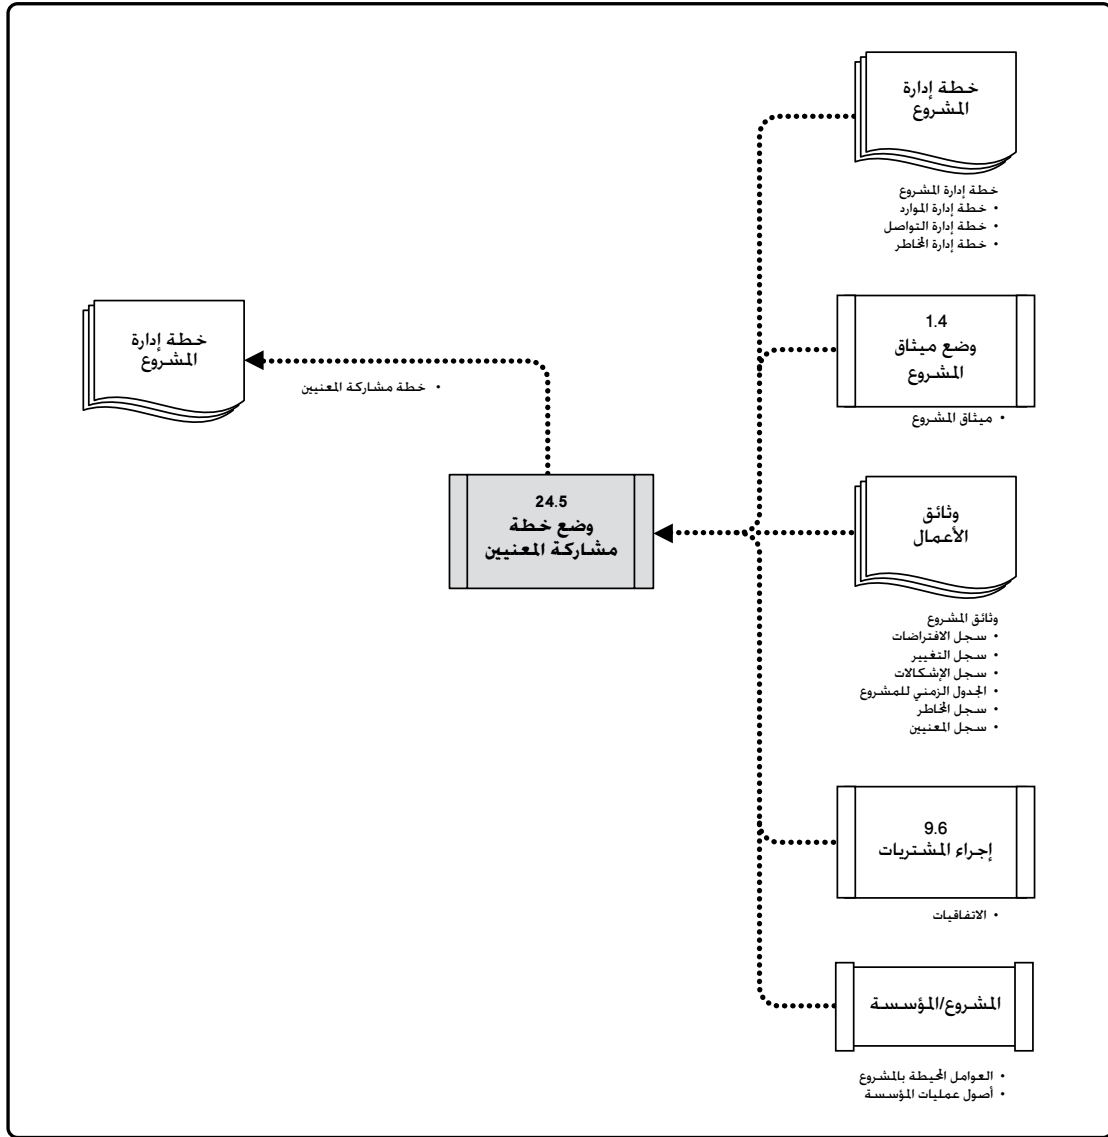 خطة إدارة
المشروع
خطة إدارة المشروع
• خطة إدارة الموارد
• خطة إدارة التواصل
• خطة إدارة المخاطر
1.4
وضع ميثاق
المشروع
• ميثاق المشروع
وثائق
الأعمال
وثائق المشروع
• سجل الافتراضات
• سجل التغيير
• سجل الإشكالات
• الجدول الزمني للمشروع
• سجل المخاطر
• سجل المعنيين
9.6
إجراء المشتريات
• الاتفاقيات
المشروع/المؤسسة
• العوامل المحيطة بالمشروع
• أصول عمليات المؤسسة
24.5
وضع خطة
مشاركة المعنيين
• خطة مشاركة المعنيين
خطة إدارة
المشروع